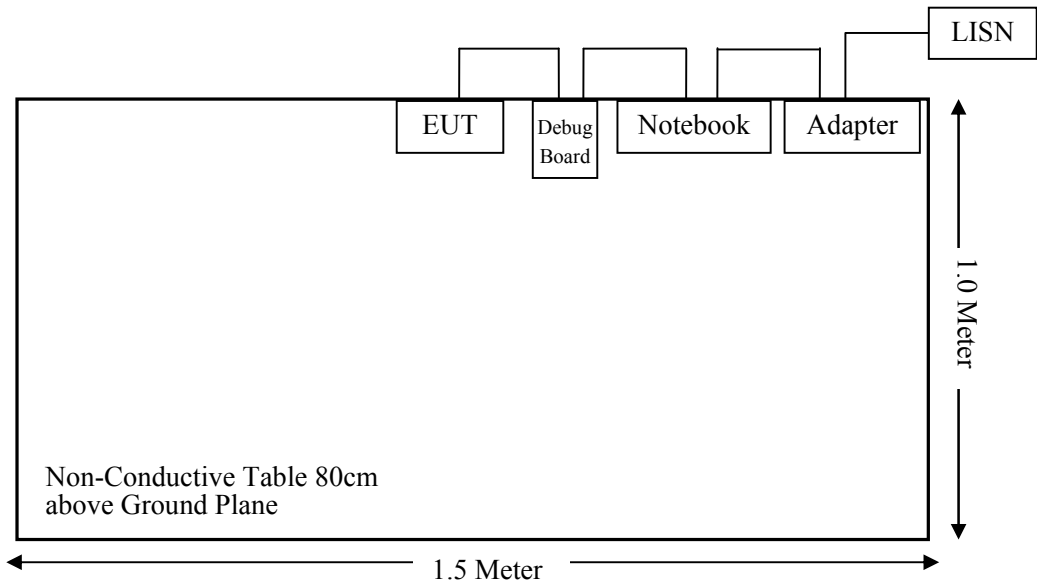 LISN
EUT
Debug
Board
Notebook
Adapter
1.0 Meter
Non-Conductive Table 80cm
above Ground Plane
1.5 Meter